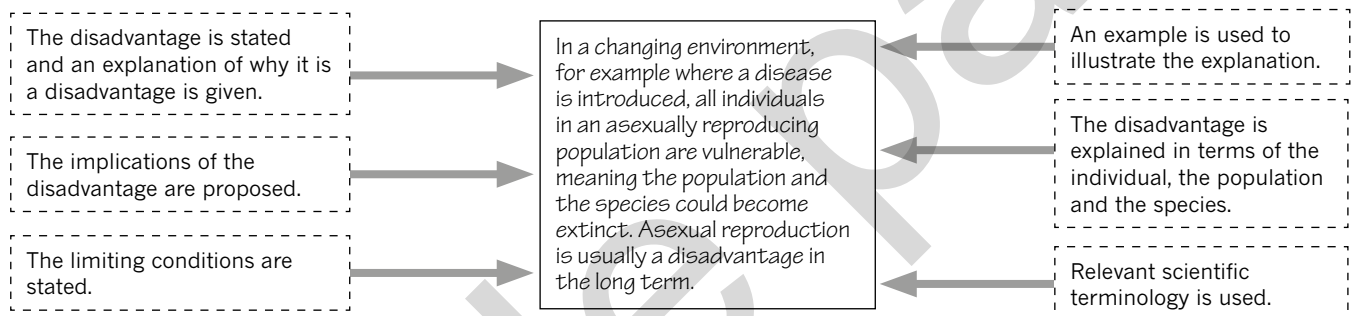 The disadvantage is stated
and an explanation of why it is
a disadvantage is given.
The implications of the
disadvantage are proposed.
The limiting conditions are
stated.
In a changing environment,
for example where a disease
is introduced, all individuals
in an asexually reproducing
population are vulnerable,
meaning the population and
the species could become
extinct. Asexual reproduction
is usually a disadvantage in
the long term.
An example is used to
illustrate the explanation.
The disadvantage is
explained in terms of the
individual, the population
and the species.
Relevant scientific
terminology is used.